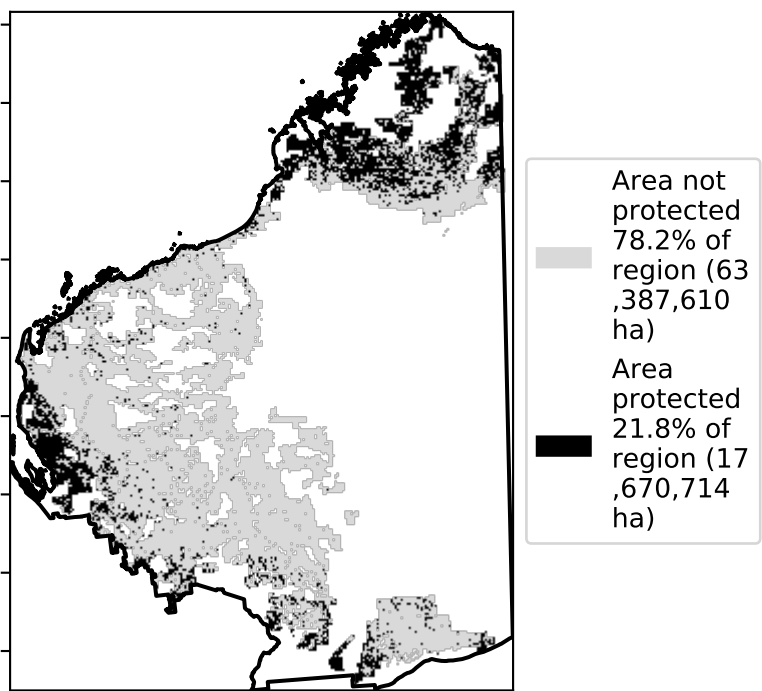 Area not
protected
78.2% of
region (63
,387,610
ha)
Area
protected
21.8% of
region (17
,670,714
ha)